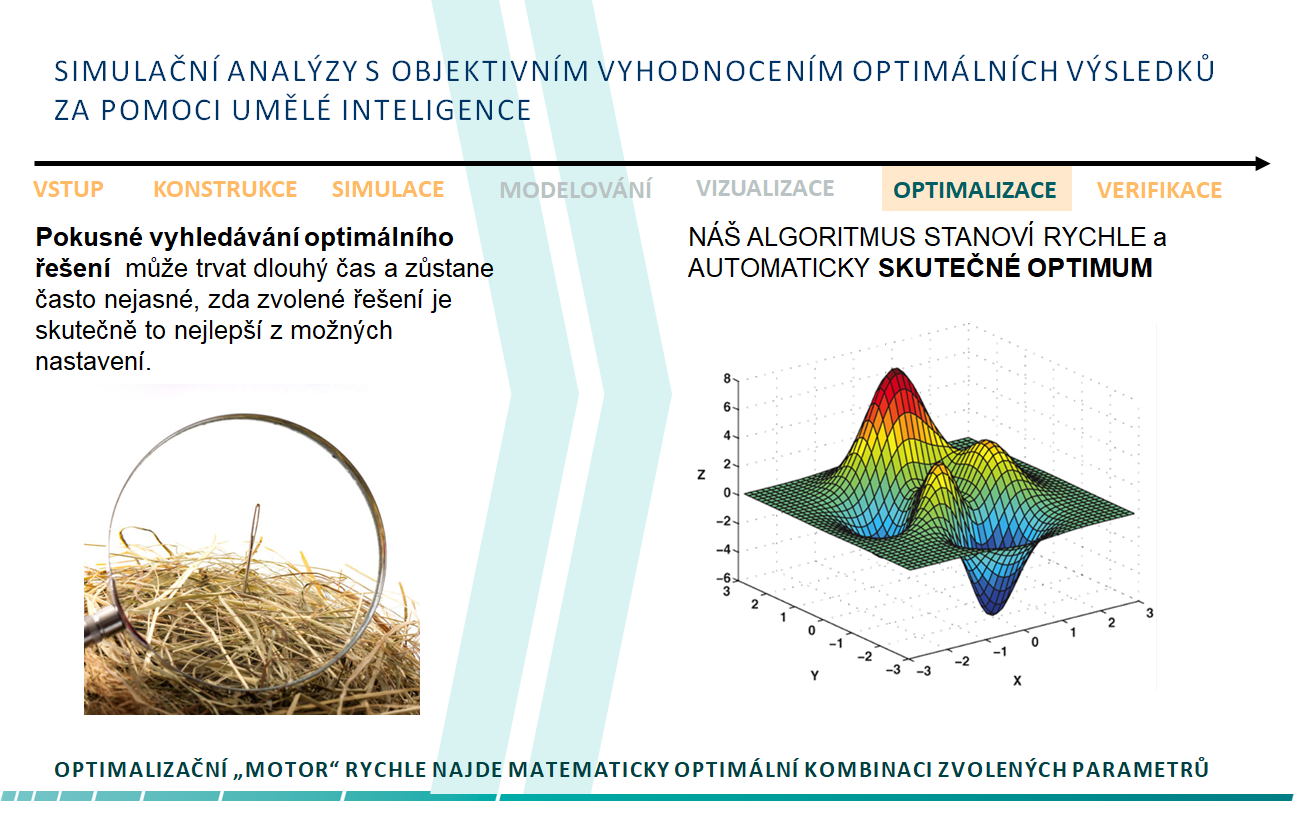 SIMULAČNÍ ANALÝZY S OBJEKTIVNÍM VYHODNOCENÍM OPTIMÁLNÍCH VÝSLEDKŮ
ZA POMOCI UMĚLÉ INTELIGENCE
VSTUP KONSTRUKCE SIMULACE MODELOVÁNÍ VIZUALIZACE OPTIMALIZACE VERIFIKACE
Pokusné vyhledávání optimálního
řešení může trvat dlouhý čas a zůstane
často nejasné, zda zvolené řešení je
skutečně to nejlepší z možných
nastavení.
NÁŠ ALGORITMUS STANOVÍ RYCHLE a
AUTOMATICKY SKUTEČNÉ OPTIMUM
8
6
4
2
0
−2
−4
−6
Z
3
2
1
0
−1
−2
−3
Y
−3
−2
−1
0
1
2
3
X
OPTIMALIZAČNÍ „MOTOR“ RYCHLE NAJDE MATEMATICKY OPTIMÁLNÍ KOMBINACI ZVOLENÝCH PARAMETRŮ